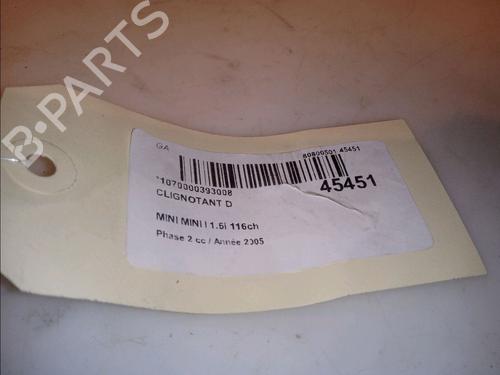 B-PARTS
GA
80800501 45451
*1070000393008
45451
CLIGNOTANT D
MINI MINI I 1.6i 116ch
Phase 2 cc / Année 2005